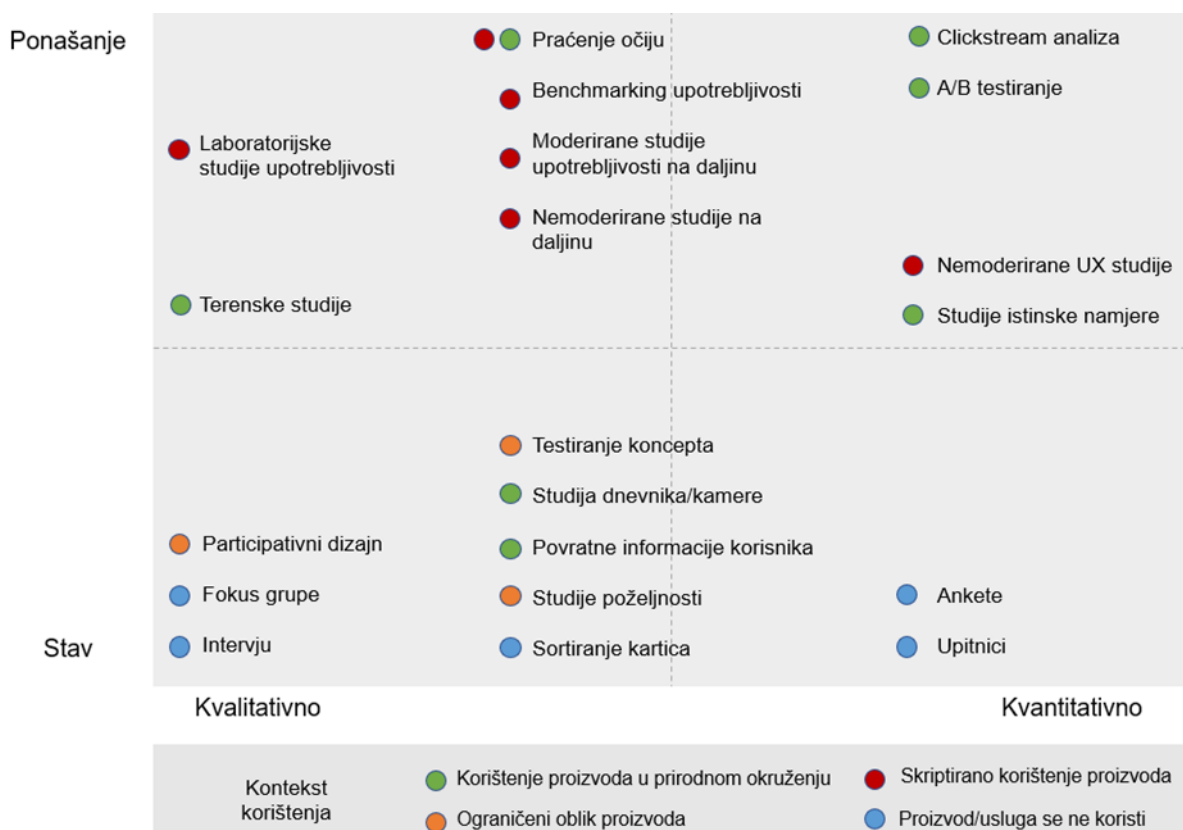 Ponašanje
Praćenje očiju
Clickstream analiza
Benchmarking upotrebljivosti
A/B testiranje
Laboratorijske
studije upotrebljivosti
Moderirane studije
upotrebljivosti na daljinu
Nemoderirane studije na
daljinu
Nemoderirane UX studije
Terenske studije
Studije istinske namjere
Testiranje koncepta
Studija dnevnika/kamere
Participativni dizajn
Povratne informacije korisnika
Fokus grupe
Studije poželjnosti
Ankete
Stav
Intervju
Sortiranje kartica
Upitnici
Kvalitativno
Kvantitativno
Kontekst
korištenja
Korištenje proizvoda u prirodnom okruženju
Skriptirano korištenje proizvoda
Ograničeni oblik proizvoda
Proizvod/usluga se ne koristi